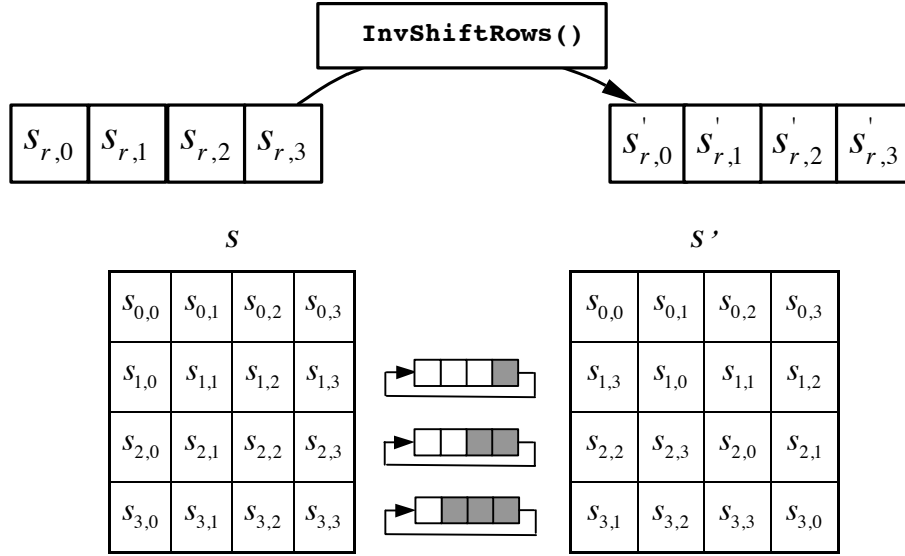 InvShiftRows()
s_{r,0} s_{r,1} s_{r,2} s_{r,3} s'_{r,0} s'_{r,1} s'_{r,2} s'_{r,3}
s s'
s_{0,0} s_{0,1} s_{0,2} s_{0,3} s_{0,0} s_{0,1} s_{0,2} s_{0,3}
s_{1,0} s_{1,1} s_{1,2} s_{1,3} s_{1,3} s_{1,0} s_{1,1} s_{1,2}
s_{2,0} s_{2,1} s_{2,2} s_{2,3} s_{2,2} s_{2,3} s_{2,0} s_{2,1}
s_{3,0} s_{3,1} s_{3,2} s_{3,3} s_{3,1} s_{3,2} s_{3,3} s_{3,0}